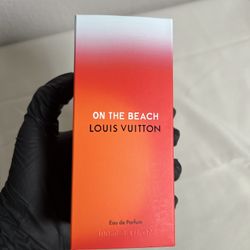 ON THE BEACH
LOUIS VUITTON
Eau de Parfum